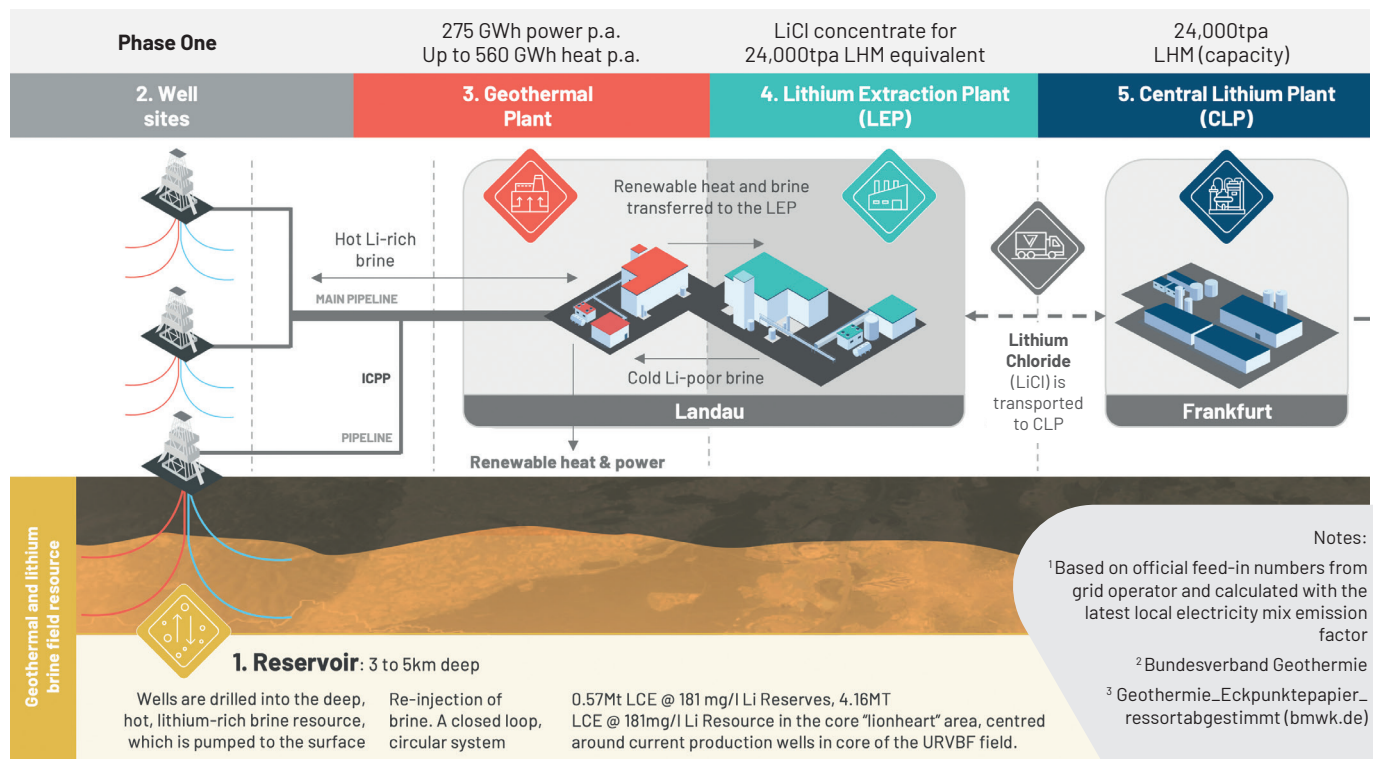 Phase One
275 GWh power p.a.
Up to 560 GWh heat p.a.
LiCl concentrate for
24,000tpa LHM equivalent
24,000tpa
LHM (capacity)
2. Well
sites
3. Geothermal
Plant
4. Lithium Extraction Plant
(LEP)
5. Central Lithium Plant
(CLP)
Renewable heat and brine
transferred to the LEP
Hot Li-rich
brine
MAIN PIPELINE
ICPP
PIPELINE
Cold Li-poor brine
Landau
Renewable heat & power
Lithium
Chloride
(LiCl) is
transported
to CLP
Frankfurt
Geothermal and lithium
brine field resource
1. Reservoir: 3 to 5km deep
Wells are drilled into the deep,
hot, lithium-rich brine resource,
which is pumped to the surface
Re-injection of
brine. A closed loop,
circular system
0.57Mt LCE @ 181 mg/l Li Reserves, 4.16MT
LCE @ 181mg/l Li Resource in the core “lionheart” area, centred
around current production wells in core of the URVBF field.
Notes:
¹Based on official feed-in numbers from
grid operator and calculated with the
latest local electricity mix emission
factor
² Bundesverband Geothermie
³ Geothermie_Eckpunktepapier_
ressortabgestimmt (bmwk.de)